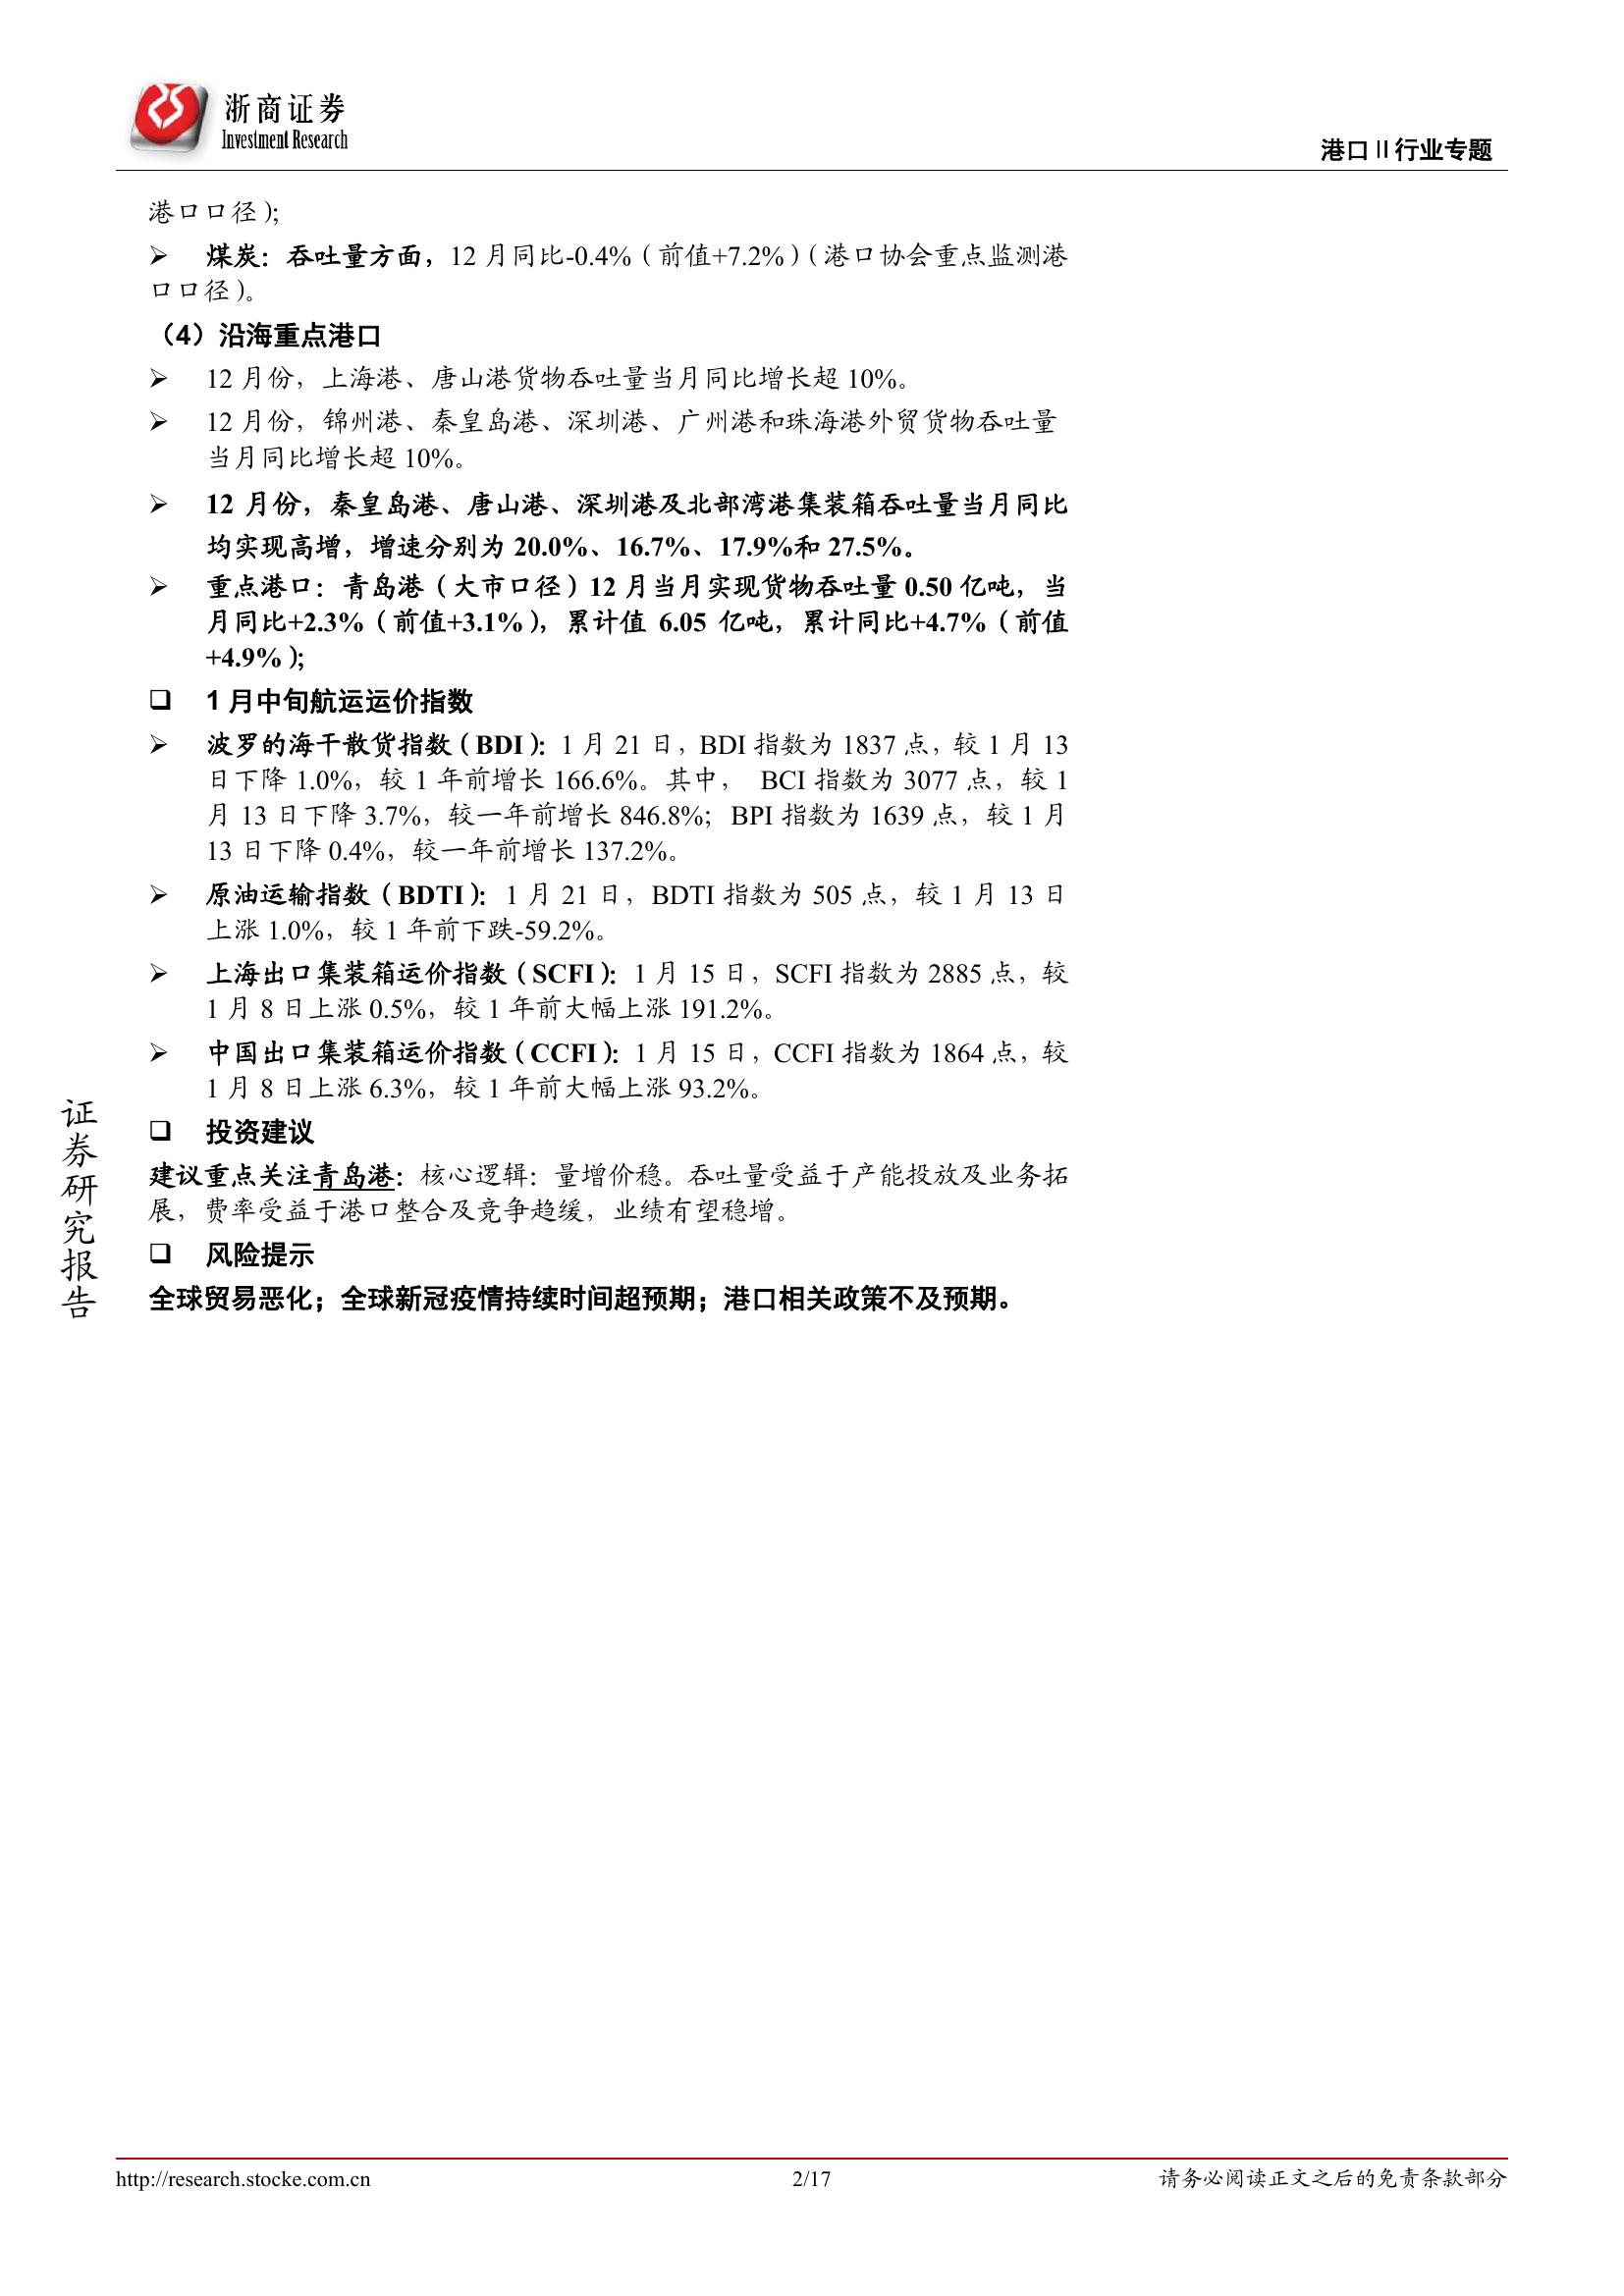 浙商证券
Investment Research
港口Ⅱ行业专题
港口口径);
➢ 煤炭：吞吐量方面，12 月同比-0.4%（前值+7.2%）（港口协会重点监测港
口口径）。
（4）沿海重点港口
➢ 12 月份，上海港、唐山港货物吞吐量当月同比增长超 10%。
➢ 12 月份，锦州港、秦皇岛港、深圳港、广州港和珠海港外贸货物吞吐量
当月同比增长超 10%。
➢ 12 月份，秦皇岛港、唐山港、深圳港及北部湾港集装箱吞吐量当月同比
均实现高增，增速分别为 20.0%、16.7%、17.9%和 27.5%。
➢ 重点港口：青岛港（大市口径）12 月当月实现货物吞吐量 0.50 亿吨，当
月同比+2.3%（前值+3.1%），累计值 6.05 亿吨，累计同比+4.7%（前值
+4.9%）;
❑ 1 月中旬航运运价指数
➢ 波罗的海干散货指数（BDI）：1 月 21 日，BDI 指数为 1837 点，较 1 月 13
日下降 1.0%，较 1 年前增长 166.6%。其中， BCI 指数为 3077 点，较 1
月 13 日下降 3.7%，较一年前增长 846.8%；BPI 指数为 1639 点，较 1 月
13 日下降 0.4%，较一年前增长 137.2%。
➢ 原油运输指数（BDTI）：1 月 21 日，BDTI 指数为 505 点，较 1 月 13 日
上涨 1.0%，较 1 年前下跌-59.2%。
➢ 上海出口集装箱运价指数（SCFI）：1 月 15 日，SCFI 指数为 2885 点，较
1 月 8 日上涨 0.5%，较 1 年前大幅上涨 191.2%。
➢ 中国出口集装箱运价指数（CCFI）：1 月 15 日，CCFI 指数为 1864 点，较
1 月 8 日上涨 6.3%，较 1 年前大幅上涨 93.2%。
❑ 投资建议
建议重点关注青岛港：核心逻辑：量增价稳。吞吐量受益于产能投放及业务拓
展，费率受益于港口整合及竞争趋缓，业绩有望稳增。
❑ 风险提示
全球贸易恶化；全球新冠疫情持续时间超预期；港口相关政策不及预期。
证券研究报告
http://research.stocke.com.cn
2/17
请务必阅读正文之后的免责条款部分